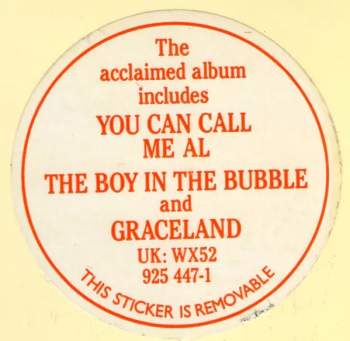 The
acclaimed album
includes
YOU CAN CALL
ME AL
THE BOY IN THE BUBBLE
and
GRACELAND
UK: WX52
925 447-1
THIS STICKER IS REMOVABLE